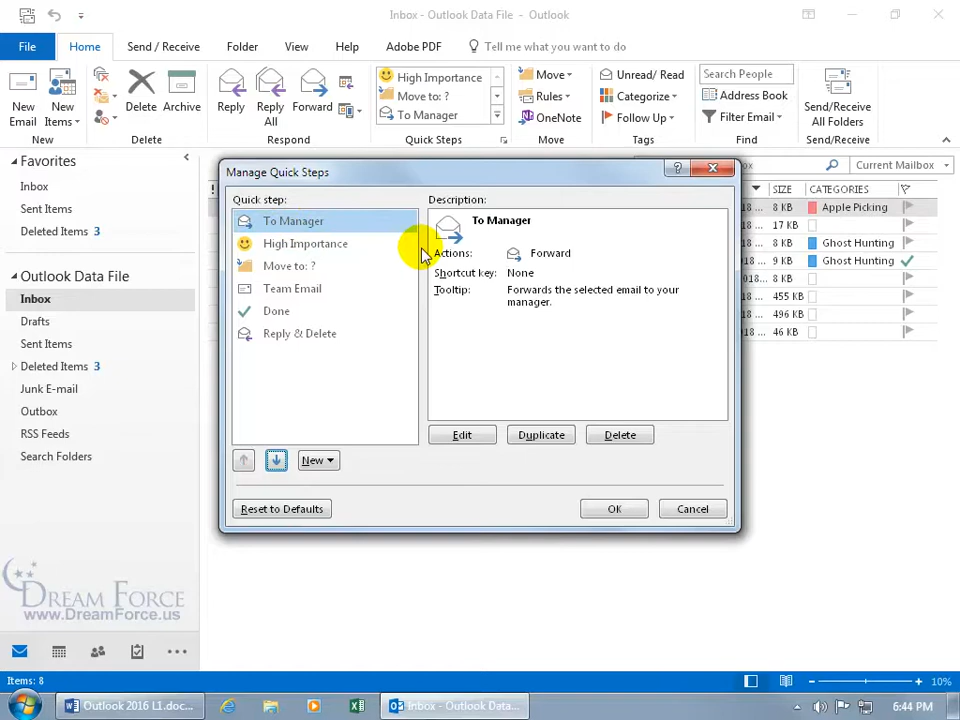 Inbox - Outlook Data File - Outlook
File Home Send / Receive Folder View Help Adobe PDF Tell me what you want to do
New Email
New Items
Delete
Archive
Reply
Reply All
Forward
High Importance
Move to: ?
To Manager
Move
Rules
OneNote
Unread/ Read
Categorize
Follow Up
Search People
Address Book
Filter Email
Send/Receive All Folders
New Delete Respond Quick Steps Move Tags Find Send/Receive
Favorites
Inbox
Sent Items
Deleted Items 3
Outlook Data File
Inbox
Drafts
Sent Items
Deleted Items 3
Junk E-mail
Outbox
RSS Feeds
Search Folders
Current Mailbox
SIZE CATEGORIES
8 KB Apple Picking
17 KB
8 KB Ghost Hunting
8 KB Ghost Hunting
8 KB
455 KB
496 KB
46 KB
Manage Quick Steps
Quick step:
To Manager
High Importance
Move to: ?
Team Email
Done
Reply & Delete
New
Description:
To Manager
Actions: Forward
Shortcut key: None
Tooltip: Forwards the selected email to your
manager.
Edit Duplicate Delete
Reset to Defaults OK Cancel
DREAM FORCE
www.DreamForce.us
Items: 8
10%
Outlook 2016 L1.doc...
Inbox - Outlook Data...
6:44 PM